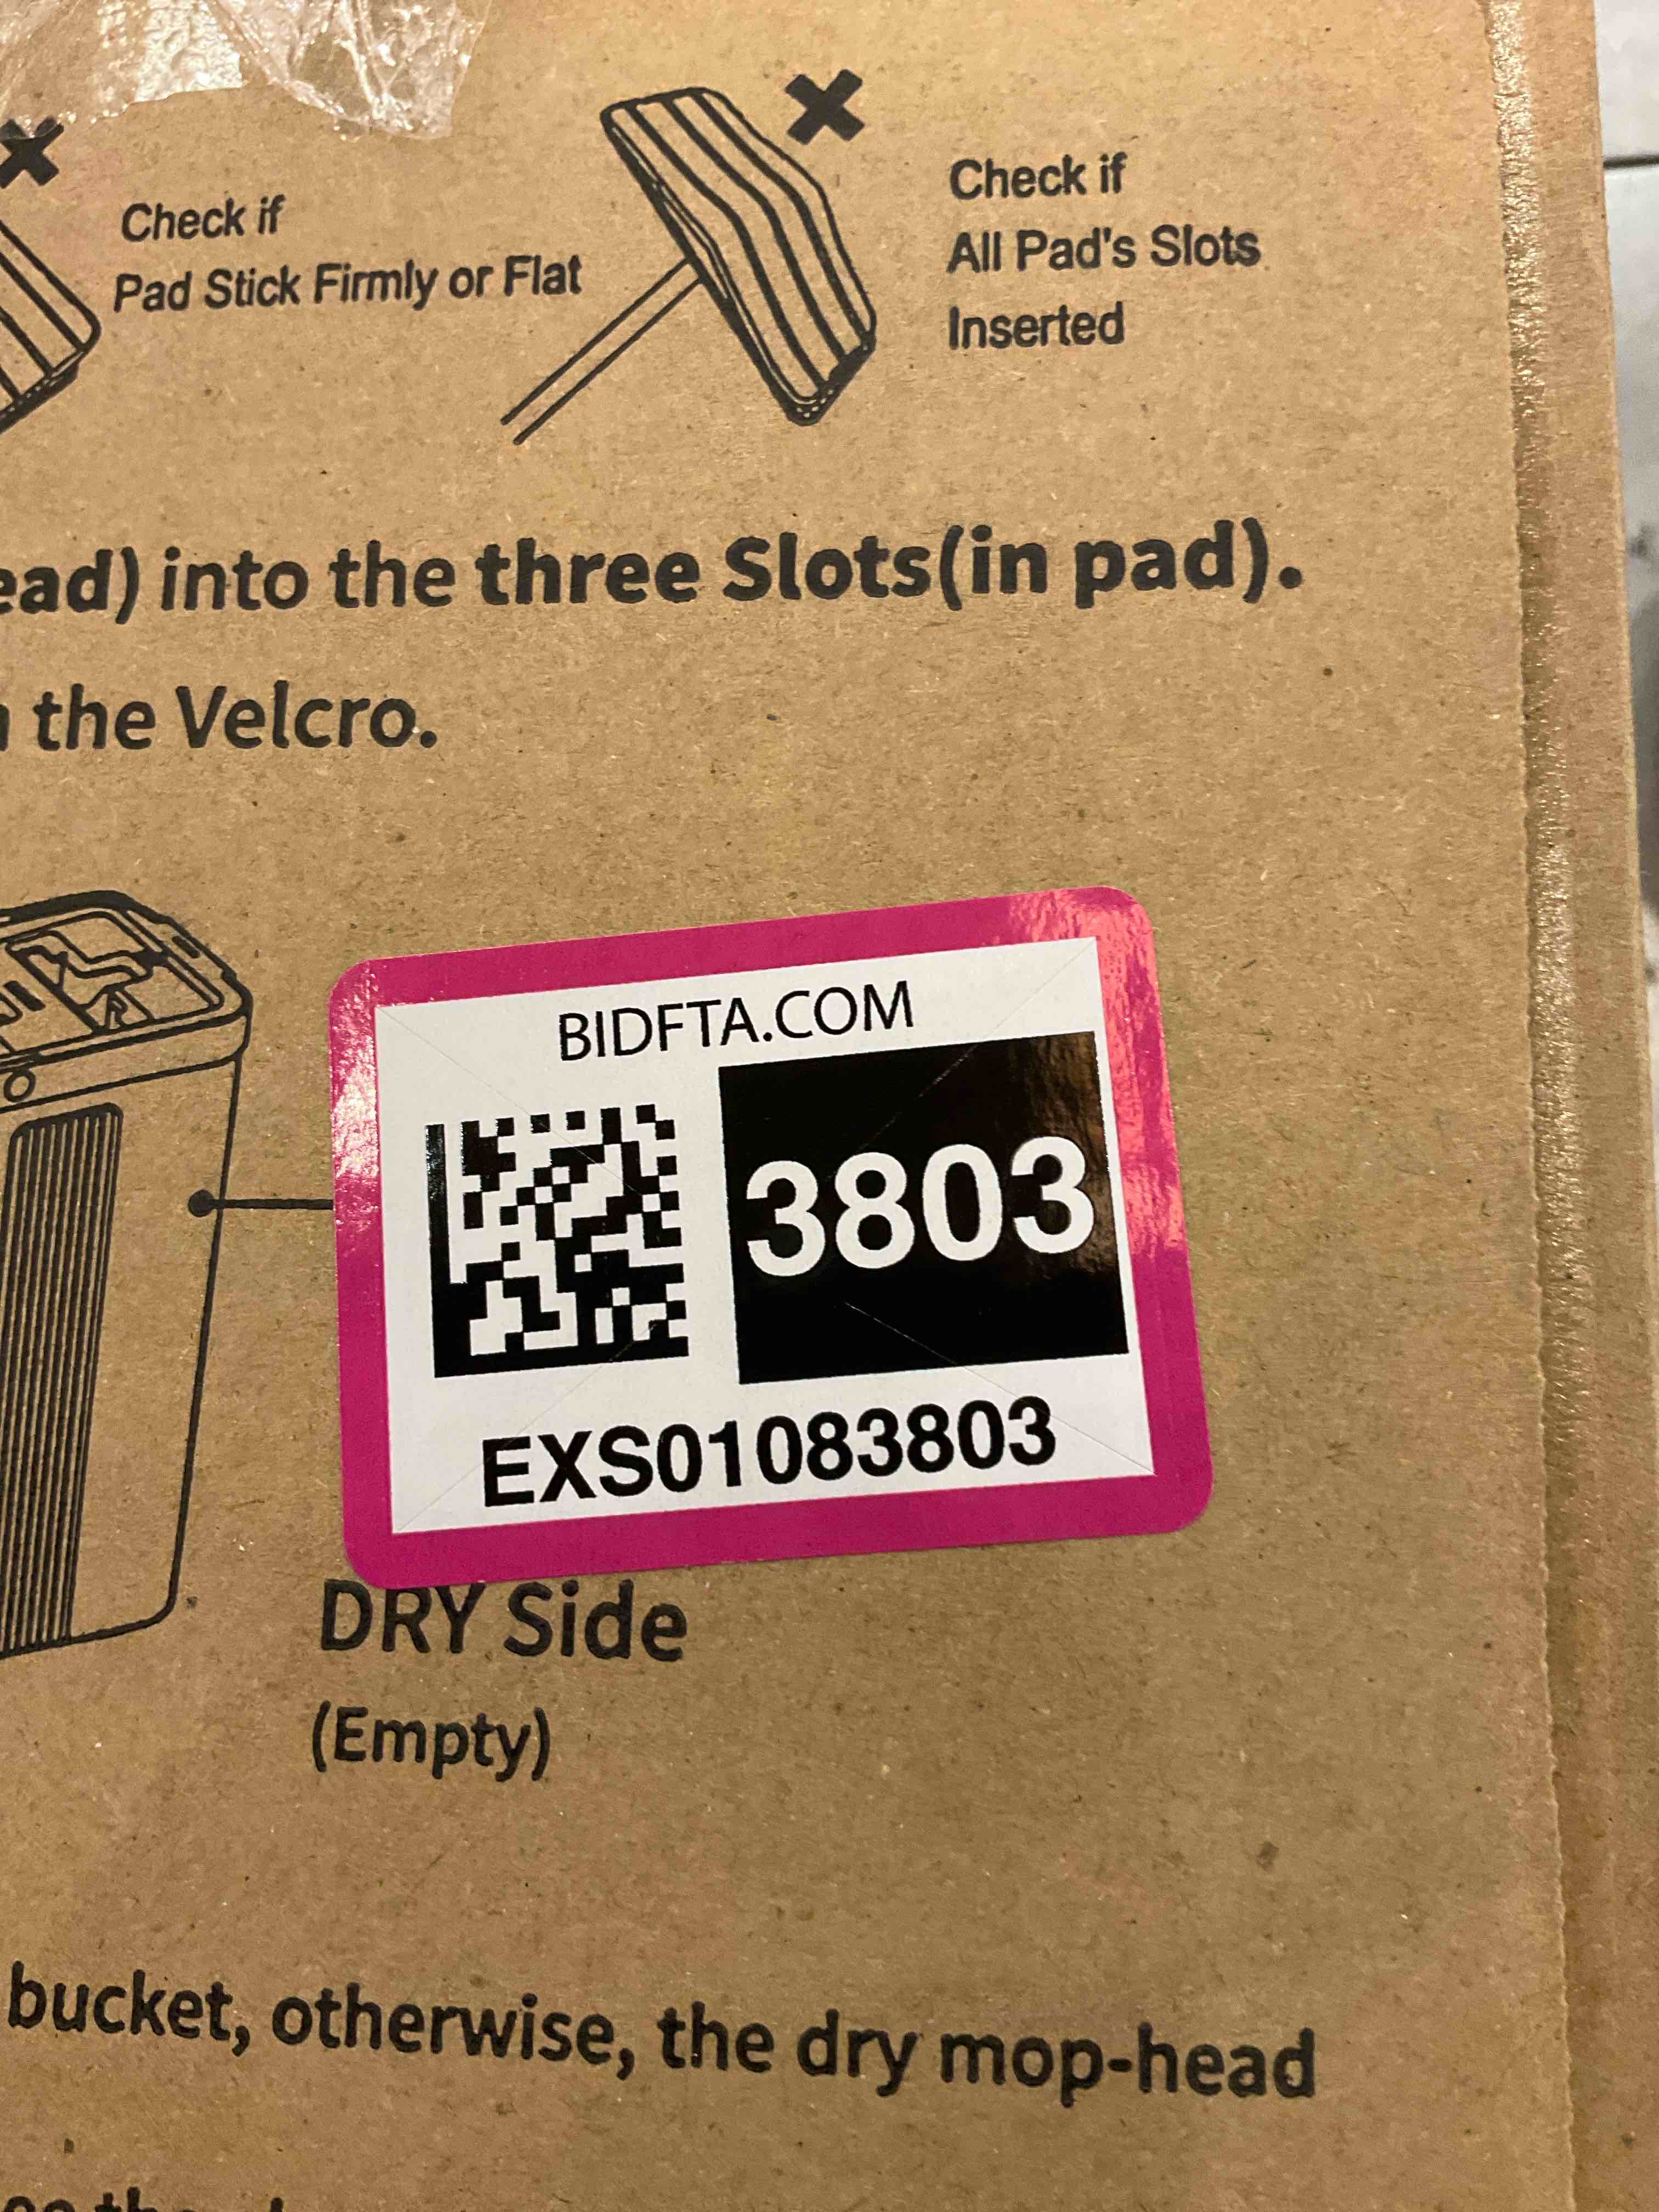 Check if
Pad Stick Firmly or Flat
Check if
All Pad's Slots
Inserted
into the three Slots(in pad).
the Velcro.
BIDFTA.COM
3803
EXS01083803
DRY Side
(Empty)
bucket, otherwise, the dry mop-head